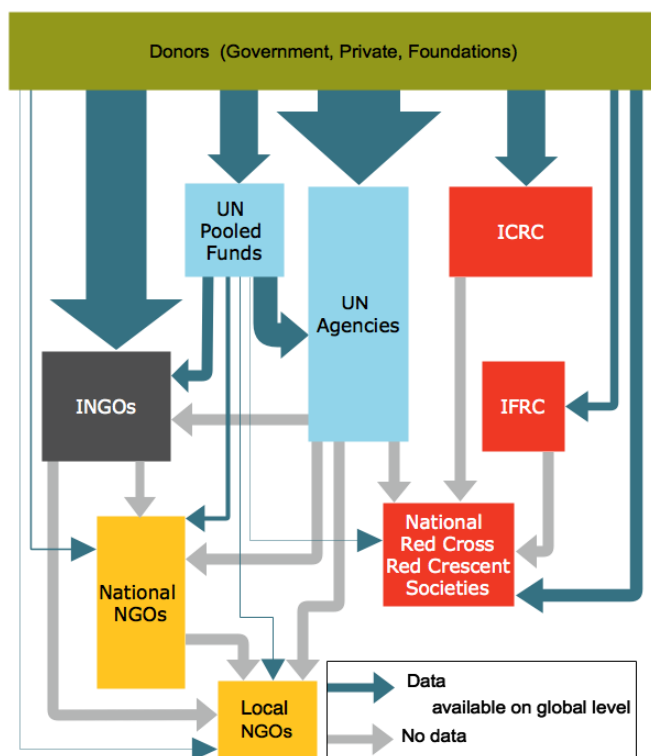 Donors (Government, Private, Foundations)
UN
Pooled
Funds
ICRC
UN
Agencies
INGOs
IFRC
National
Red Cross
Red Crescent
Societies
National
NGOs
Local
NGOs
Data
available on global level
No data